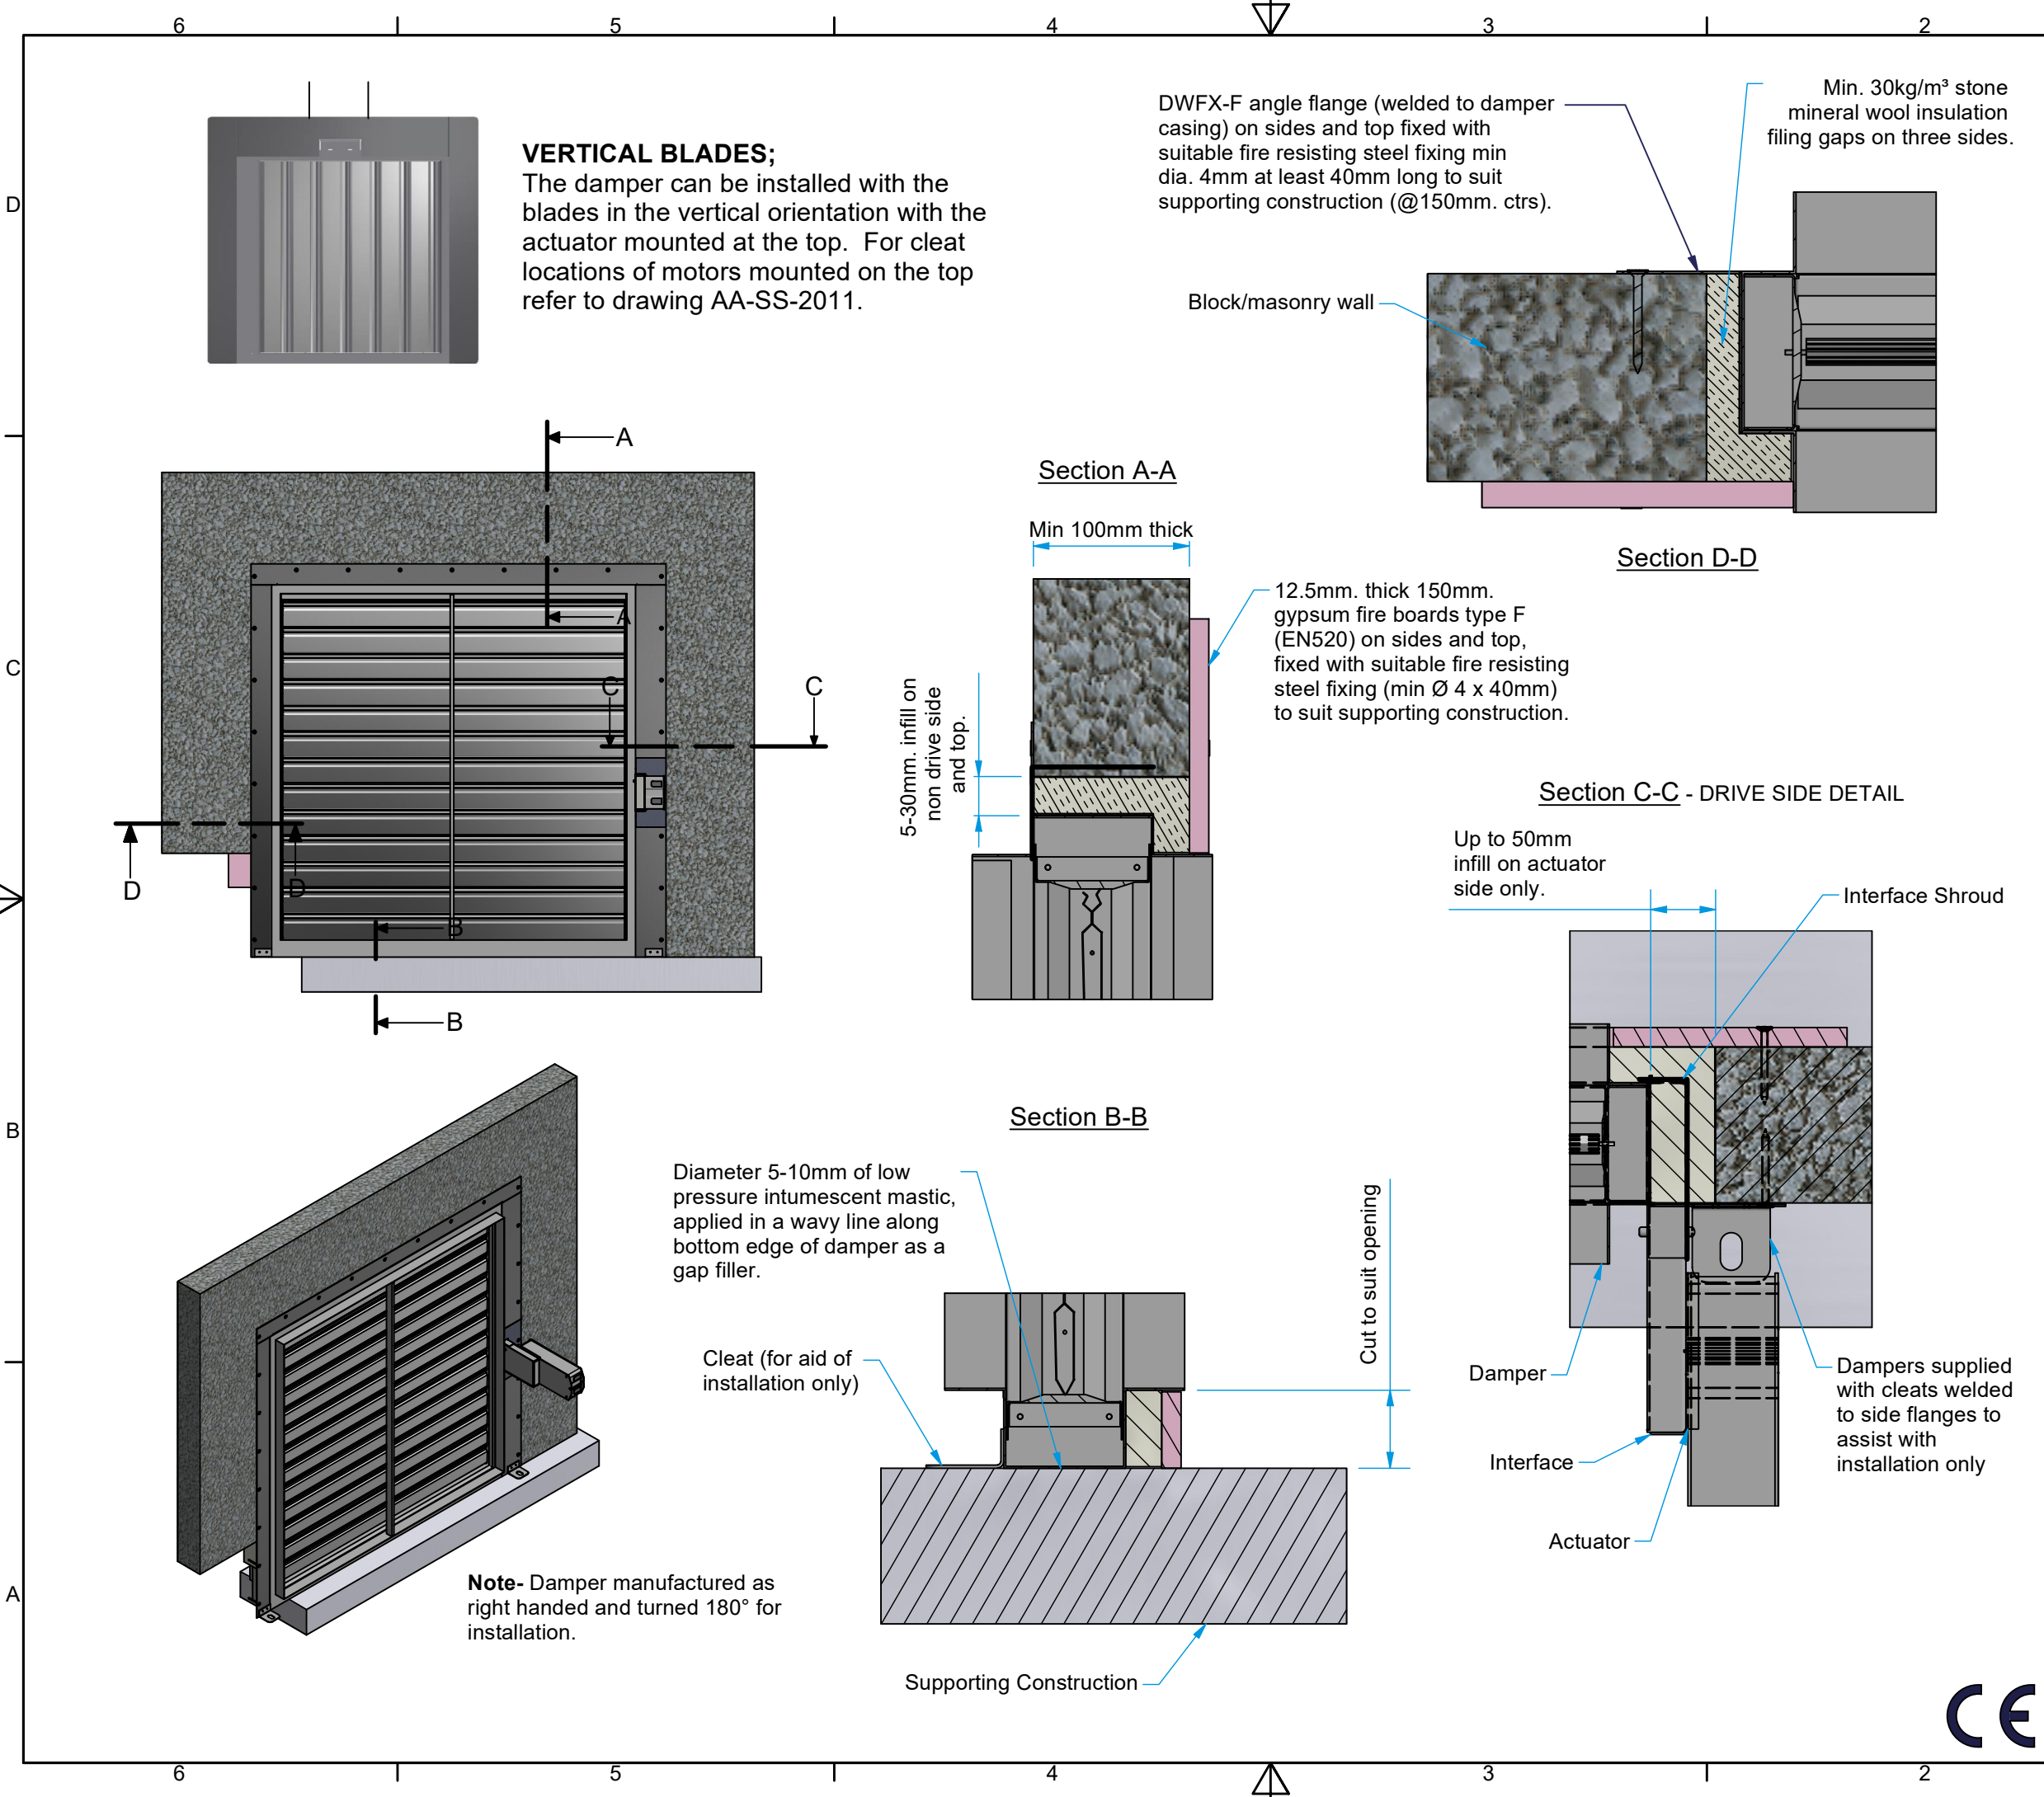 6 5 4 3 2
D
C
B
A
VERTICAL BLADES;
The damper can be installed with the
blades in the vertical orientation with the
actuator mounted at the top.  For cleat
locations of motors mounted on the top
refer to drawing AA-SS-2011.
DWFX-F angle flange (welded to damper
casing) on sides and top fixed with
suitable fire resisting steel fixing min
dia. 4mm at least 40mm long to suit
supporting construction (@150mm. ctrs).
Min. 30kg/m³ stone
mineral wool insulation
filing gaps on three sides.
Block/masonry wall
Section D-D
A
A
C
C
D
D
B
B
Section A-A
Min 100mm thick
12.5mm. thick 150mm.
gypsum fire boards type F
(EN520) on sides and top,
fixed with suitable fire resisting
steel fixing (min Ø 4 x 40mm)
to suit supporting construction.
5-30mm. infill on
non drive side
and top.
Section C-C - DRIVE SIDE DETAIL
Up to 50mm
infill on actuator
side only.
Interface Shroud
Damper
Interface
Actuator
Dampers supplied
with cleats welded
to side flanges to
assist with
installation only
Section B-B
Diameter 5-10mm of low
pressure intumescent mastic,
applied in a wavy line along
bottom edge of damper as a
gap filler.
Cut to suit opening
Cleat (for aid of
installation only)
Supporting Construction
Note- Damper manufactured as
right handed and turned 180° for
installation.
CE
6 5 4 3 2